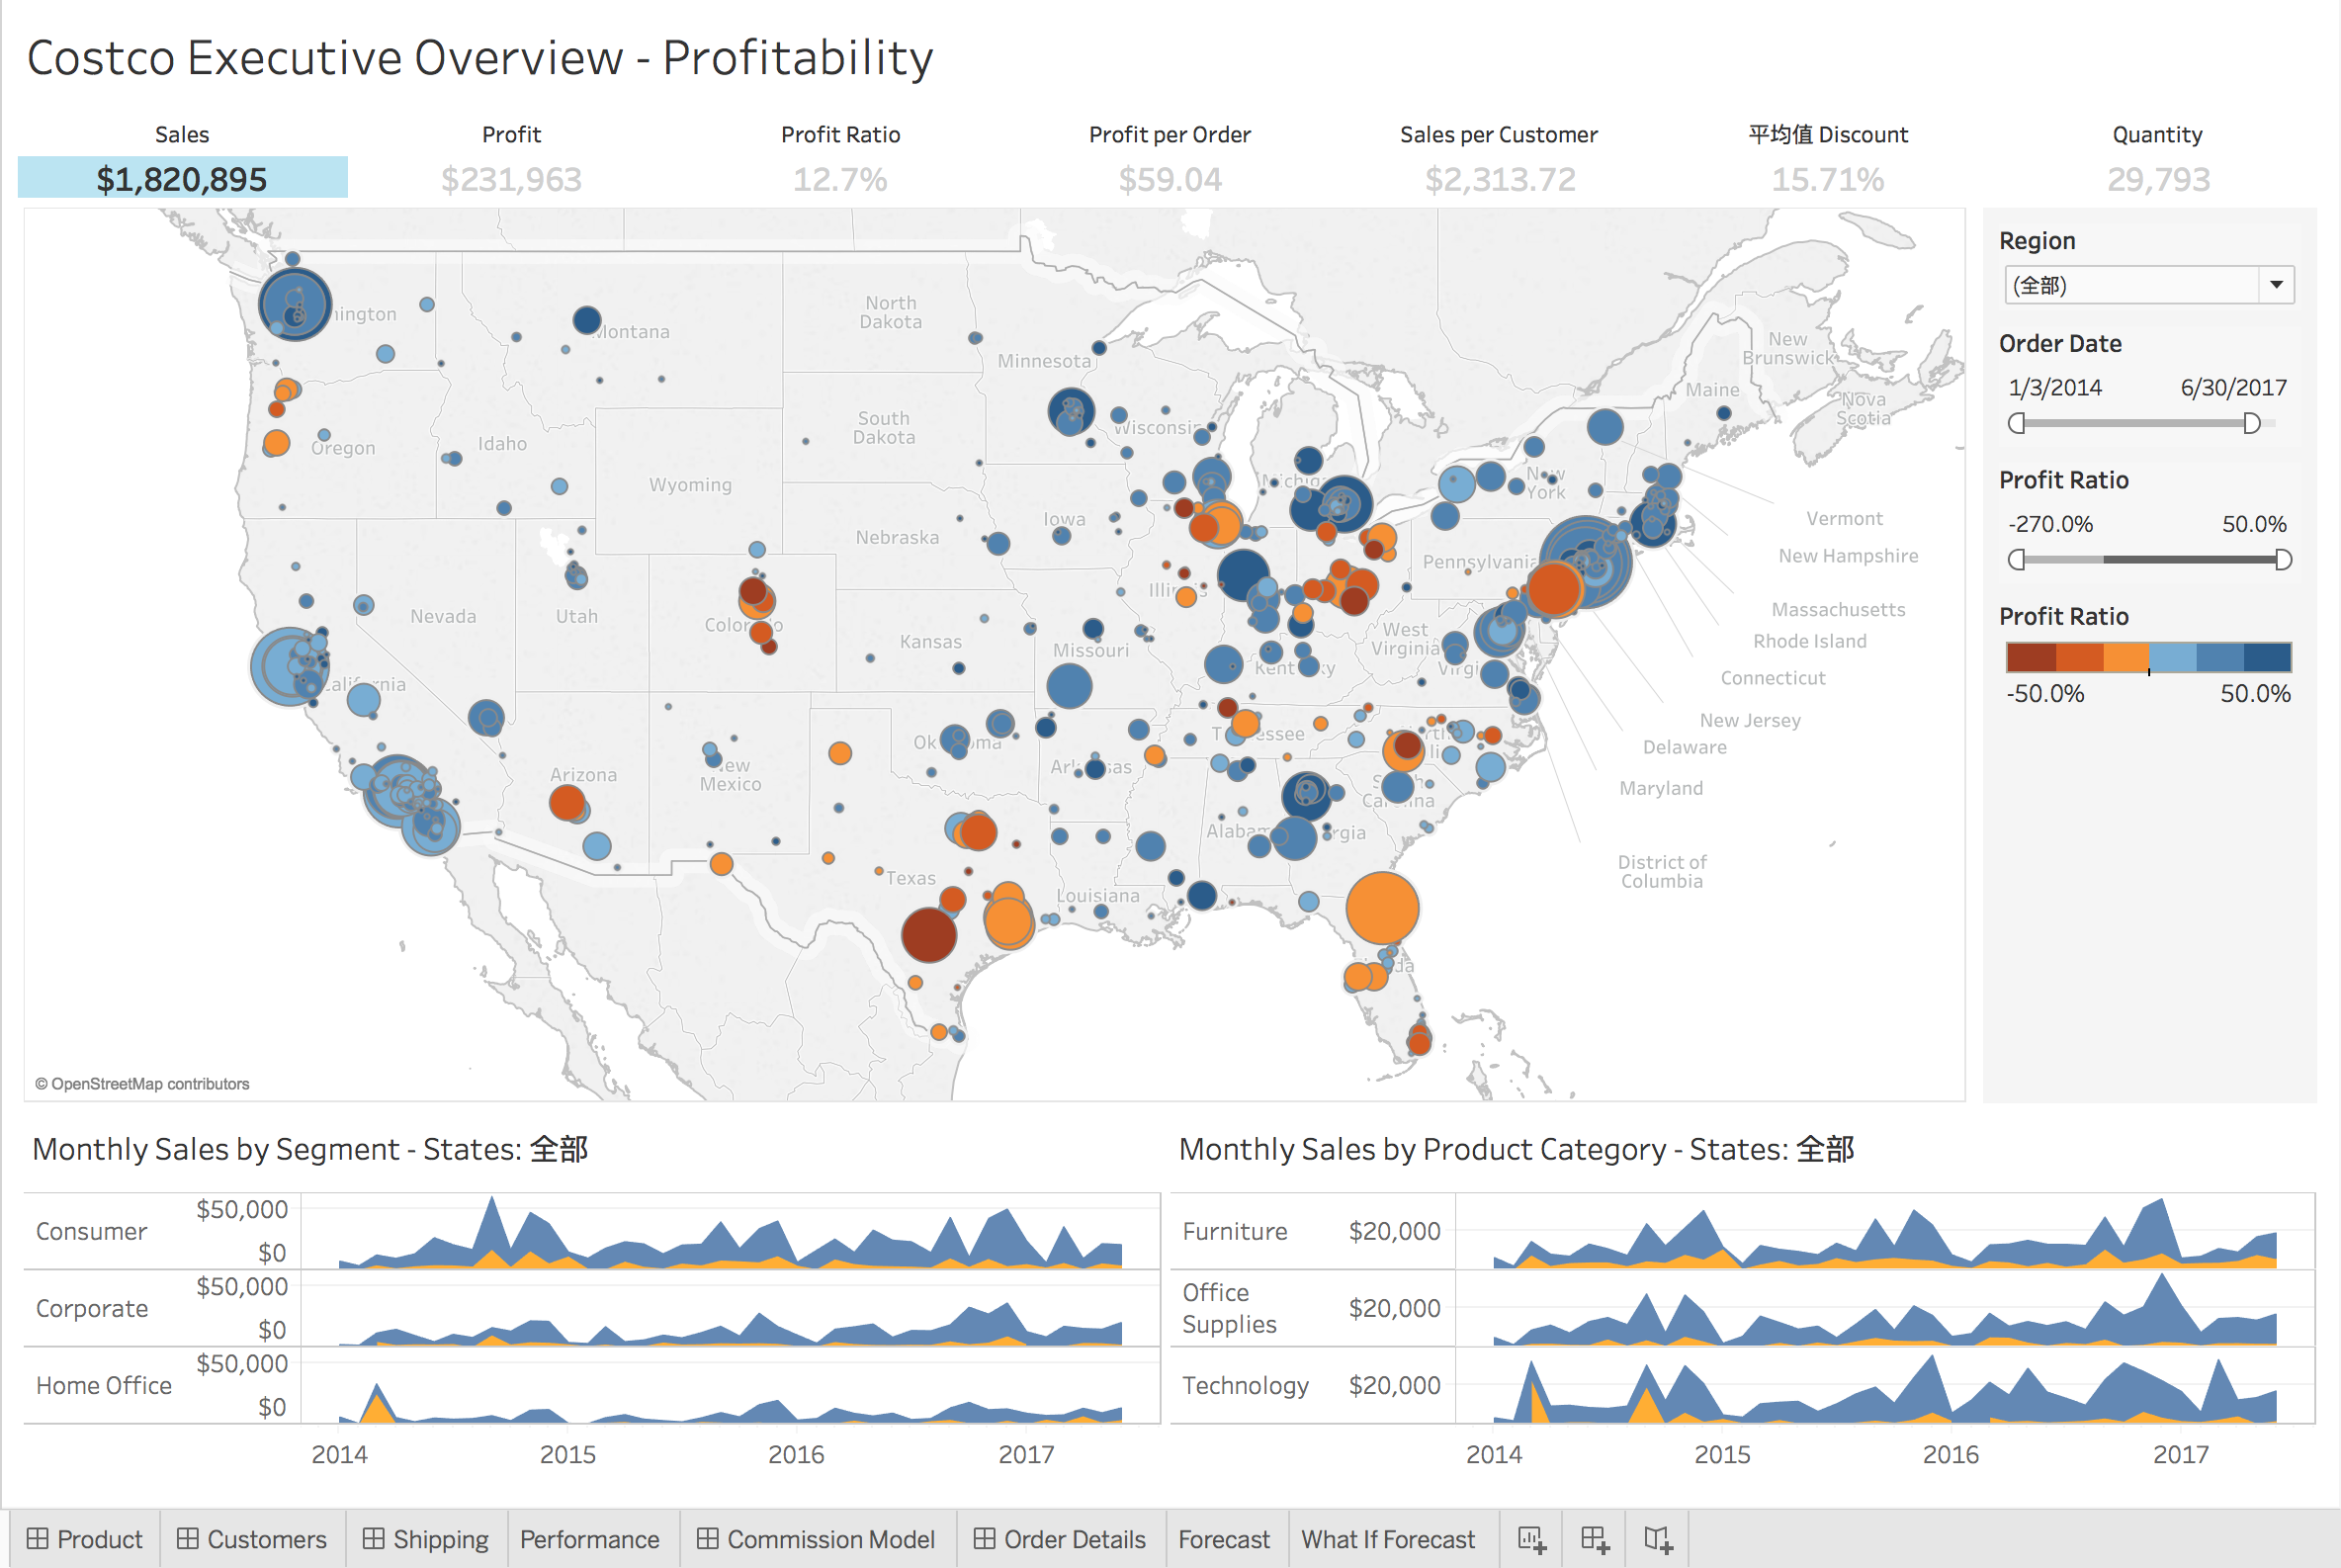 Costco Executive Overview - Profitability
Sales
Profit
Profit Ratio
Profit per Order
Sales per Customer
平均值 Discount
Quantity
$1,820,895
$231,963
12.7%
$59.04
$2,313.72
15.71%
29,793
Region
(全部)
Order Date
1/3/2014
6/30/2017
Profit Ratio
-270.0%
50.0%
Profit Ratio
-50.0%
50.0%
North
Dakota
Montana
Minnesota
New
Brunswick
Maine
Nova
Scotia
South
Dakota
Wisconsin
Oregon
Idaho
Wyoming
New
York
Iowa
Nebraska
Vermont
New Hampshire
Pennsylvania
Massachusetts
Nevada
Utah
Kansas
Missouri
West
Virginia
Rhode Island
Connecticut
New Jersey
Delaware
Maryland
Arizona
New
Mexico
Texas
Louisiana
District of
Columbia
© OpenStreetMap contributors
Monthly Sales by Segment - States: 全部
Consumer
$50,000
$0
Corporate
$50,000
$0
Home Office
$50,000
$0
2014
2015
2016
2017
Monthly Sales by Product Category - States: 全部
Furniture
$20,000
Office
Supplies
$20,000
Technology
$20,000
2014
2015
2016
2017
Product
Customers
Shipping
Performance
Commission Model
Order Details
Forecast
What If Forecast